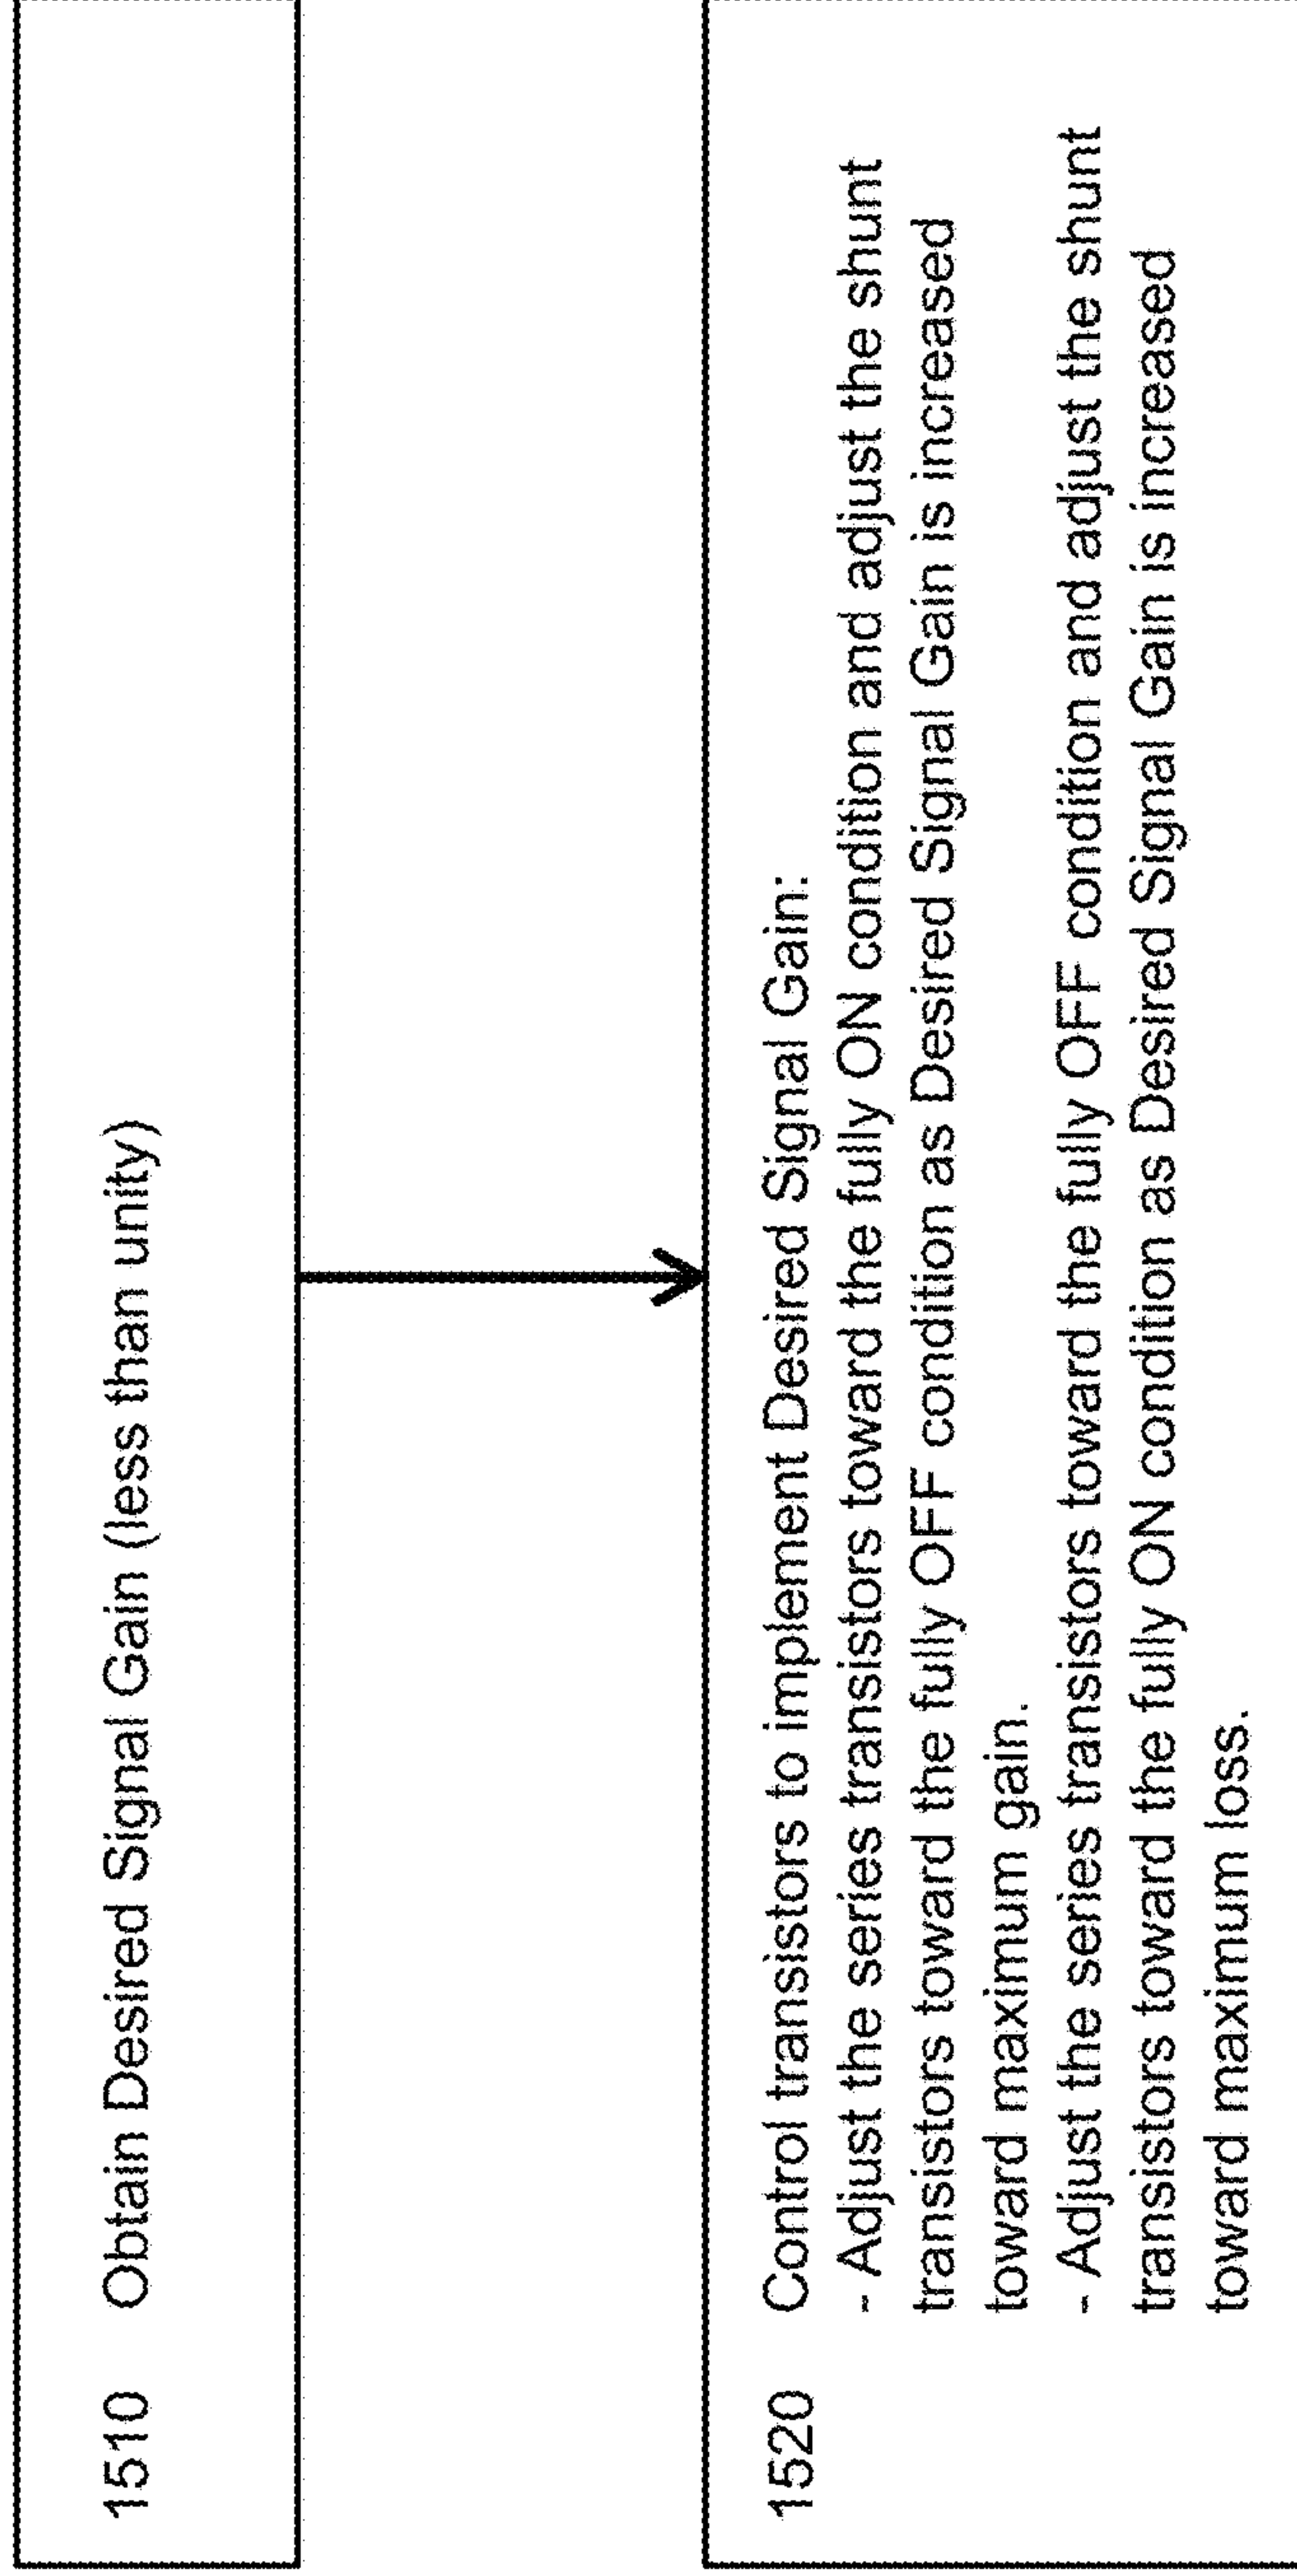 1510 Obtain Desired Signal Gain (less than unity)
1520 Control transistors to implement Desired Signal Gain:
- Adjust the series transistors toward the fully ON condition and adjust the shunt
transistors toward the fully OFF condition as Desired Signal Gain is increased
toward maximum gain.
- Adjust the series transistors toward the fully OFF condition and adjust the shunt
transistors toward the fully ON condition as Desired Signal Gain is increased
toward maximum loss.